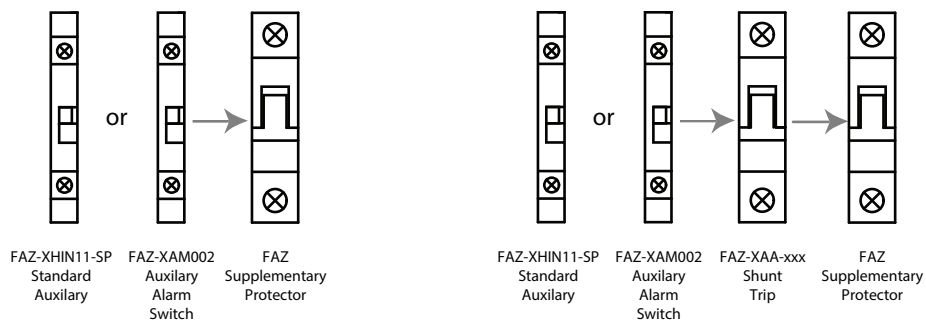 or
or
FAZ-XHIN11-SP
Standard
Auxilary
FAZ-XAM002
Auxilary
Alarm
Switch
FAZ
Supplementary
Protector
FAZ-XHIN11-SP
Standard
Auxilary
FAZ-XAM002
Auxilary
Alarm
Switch
FAZ-XAA-xxx
Shunt
Trip
FAZ
Supplementary
Protector